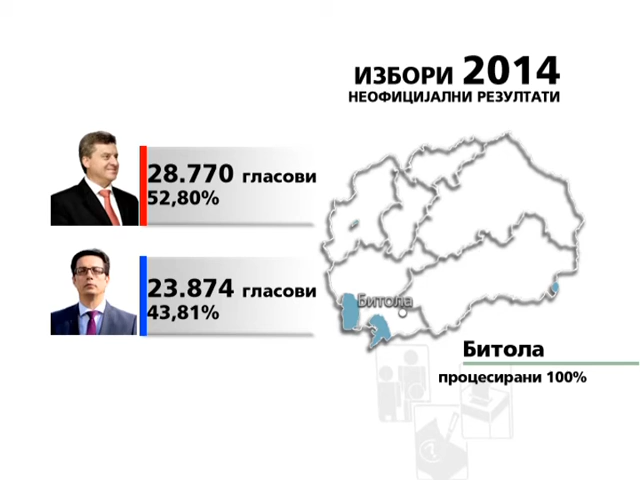 ИЗБОРИ 2014
НЕОФИЦИЈАЛНИ РЕЗУЛТАТИ
28.770 гласови
52,80%
23.874 гласови
43,81%
Битола
Битола
процесирани 100%